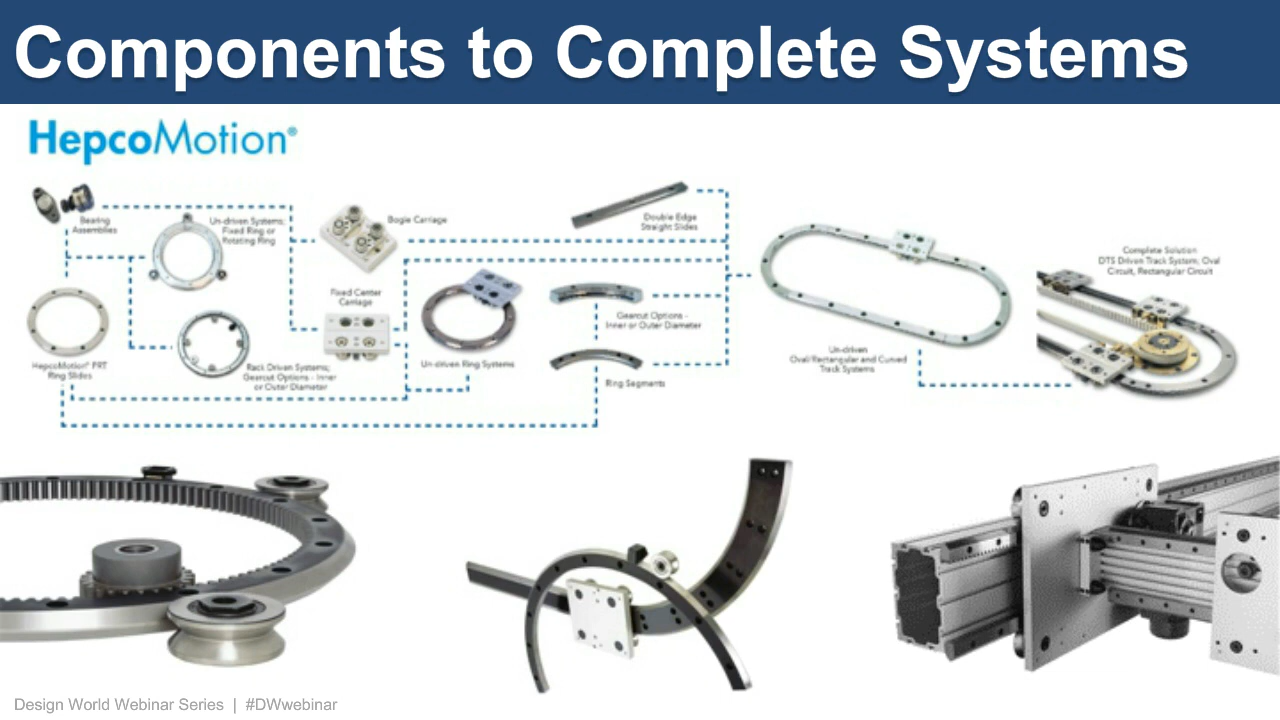 Components to Complete Systems
HepcoMotion®
Bearing
Assemblies
Un-driven Systems;
Fixed Ring or
Rotating Ring
Bogie Carriage
Double Edge
Straight Slides
Complete Solution
DTS Driven Track System; Oval
Circuit, Rectangular Circuit
Fixed Center
Carriage
Gearcut Options -
Inner or Outer Diameter
HepcoMotion® PRT
Ring Slides
Rack Driven Systems;
Gearcut Options - Inner
or Outer Diameter
Un-driven Ring Systems
Ring Segments
Un-driven
Oval/Rectangular and Curved
Track Systems
Design World Webinar Series | #DWwebinar